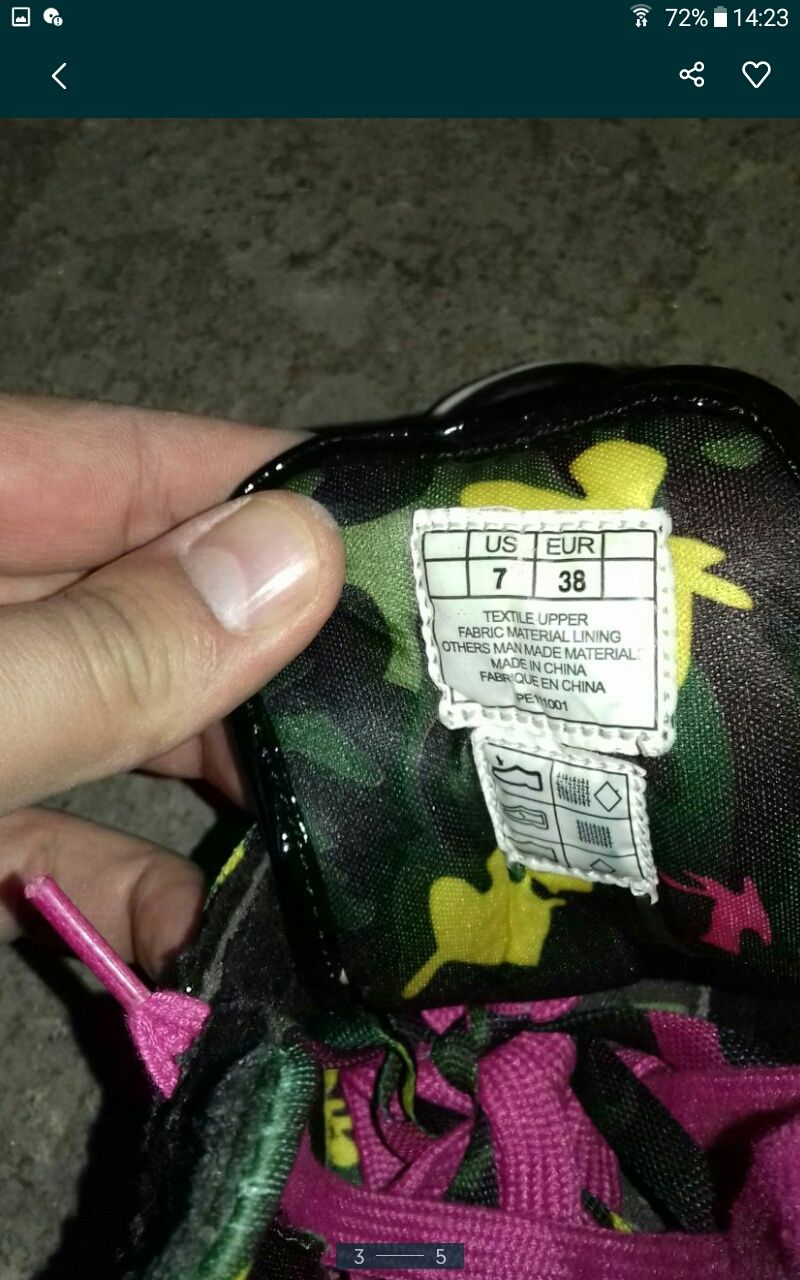 72% 14:23
US EUR
7 38
TEXTILE UPPER
FABRIC MATERIAL LINING
OTHERS MAN MADE MATERIALS
MADE IN CHINA
FABRIQUE EN CHINA
3 5